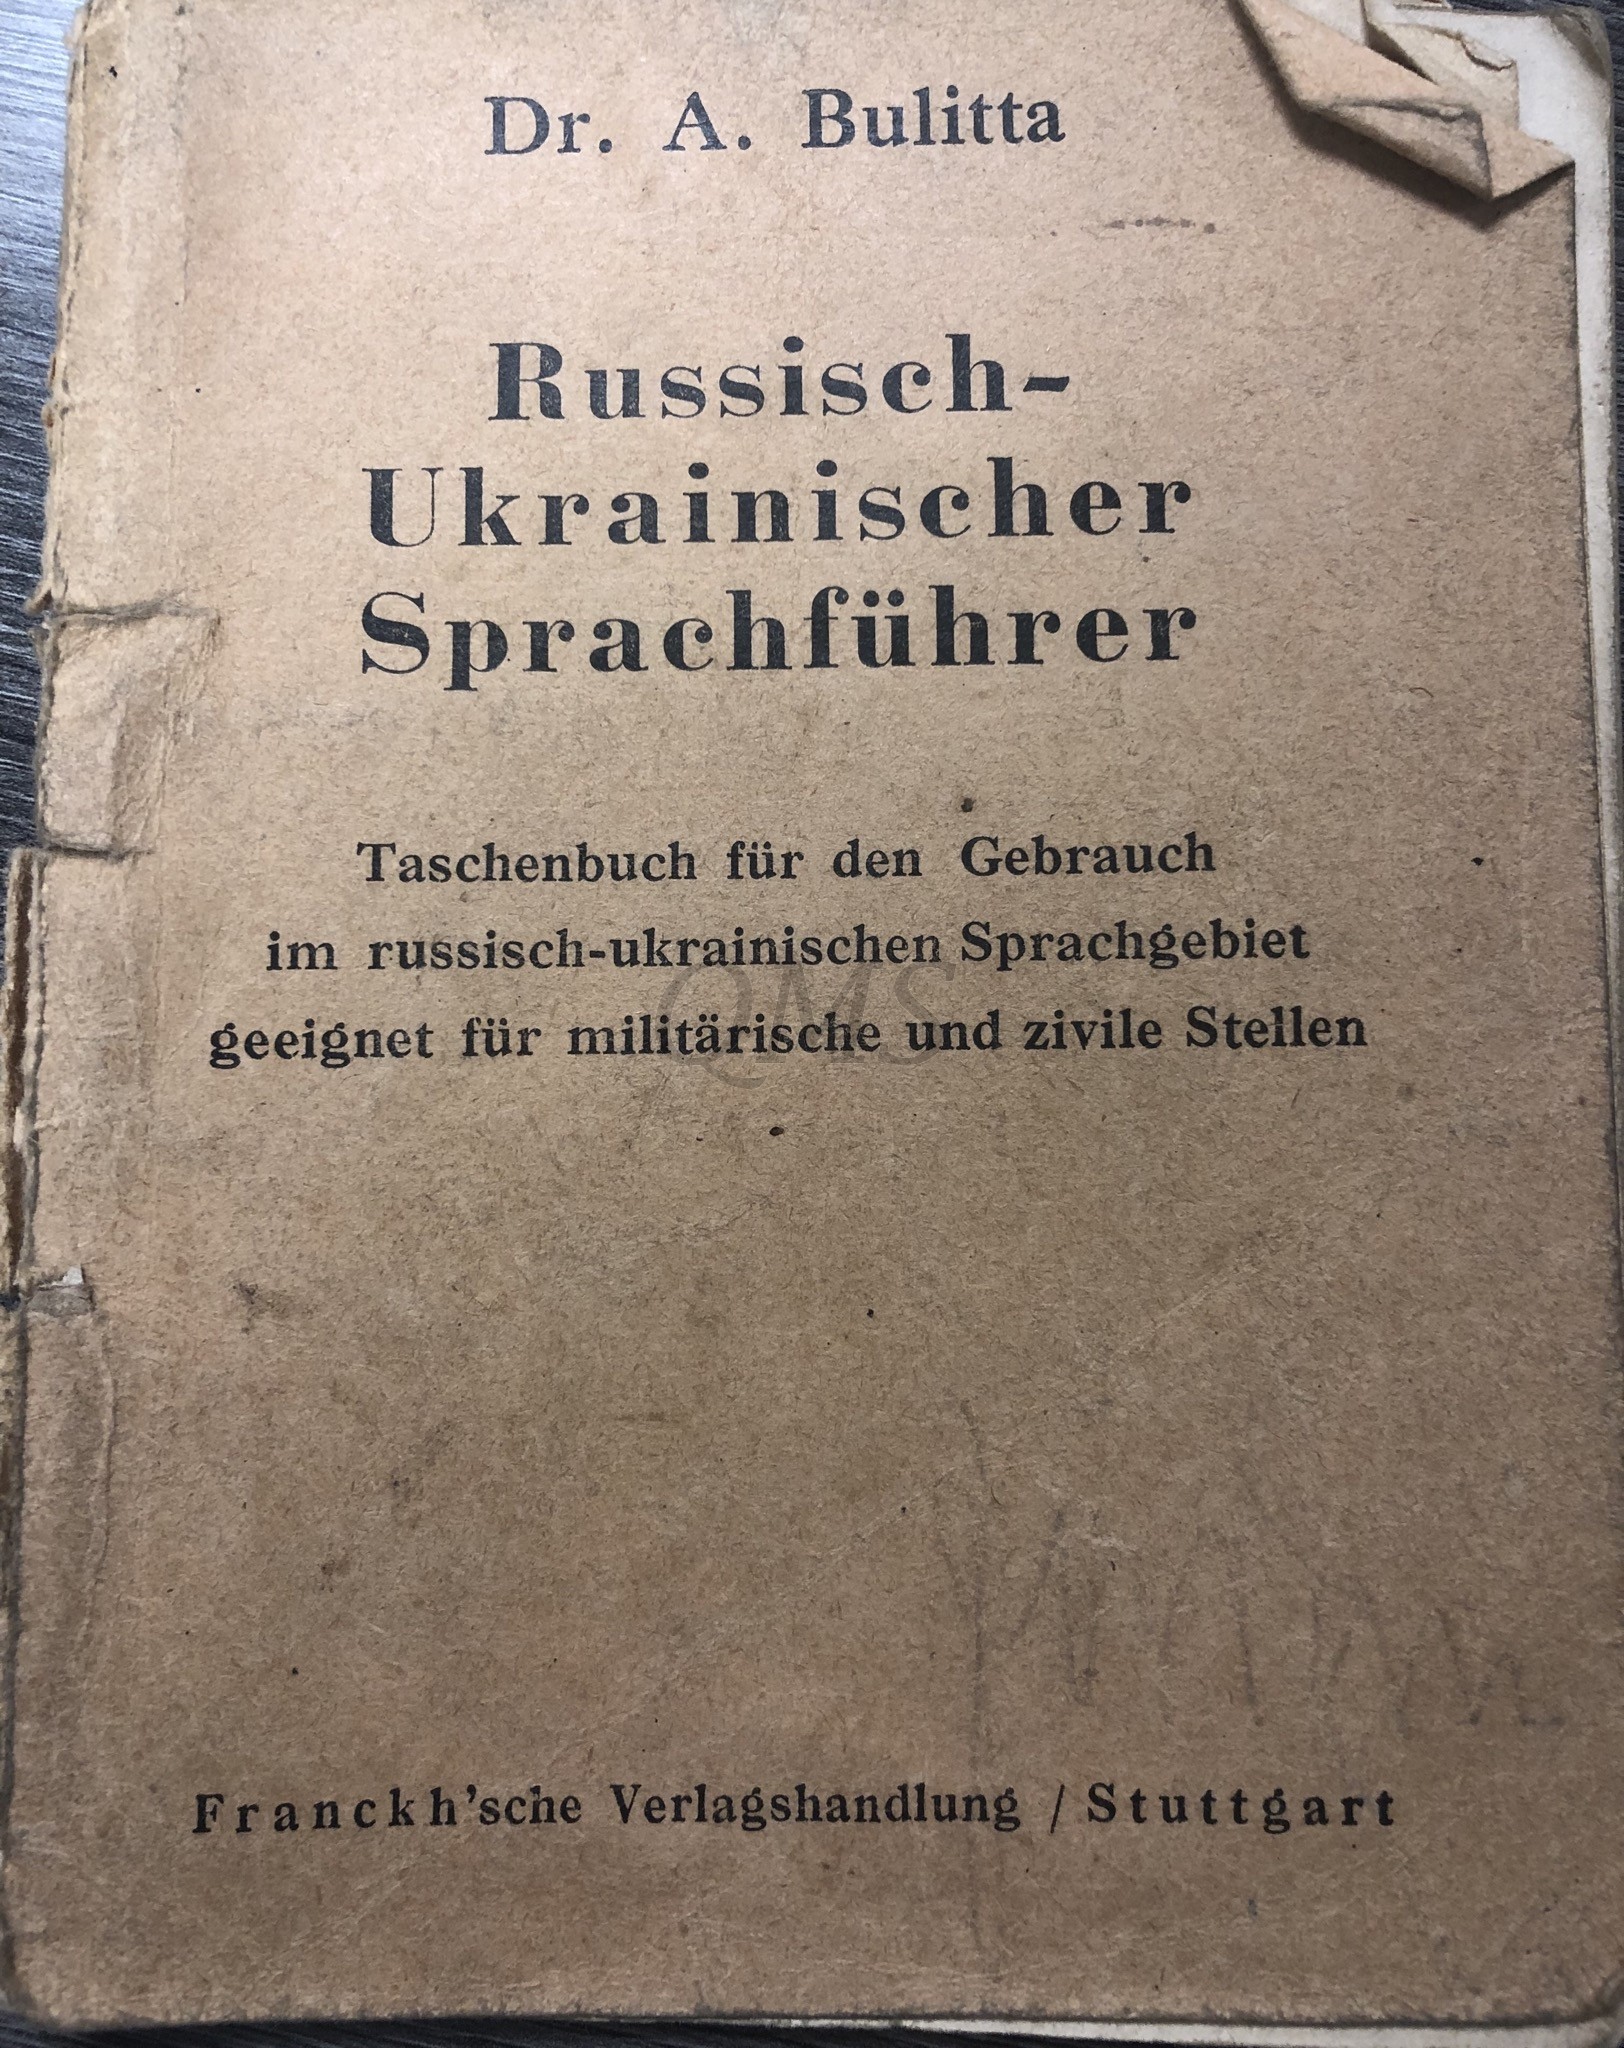 Dr. A. Bulitta
Russisch-
Ukrainischer
Sprachführer
Taschenbuch für den Gebrauch
im russisch-ukrainischen Sprachgebiet
geeignet für militärische und zivile Stellen
QMS
Franckh'sche Verlagshandlung / Stuttgart